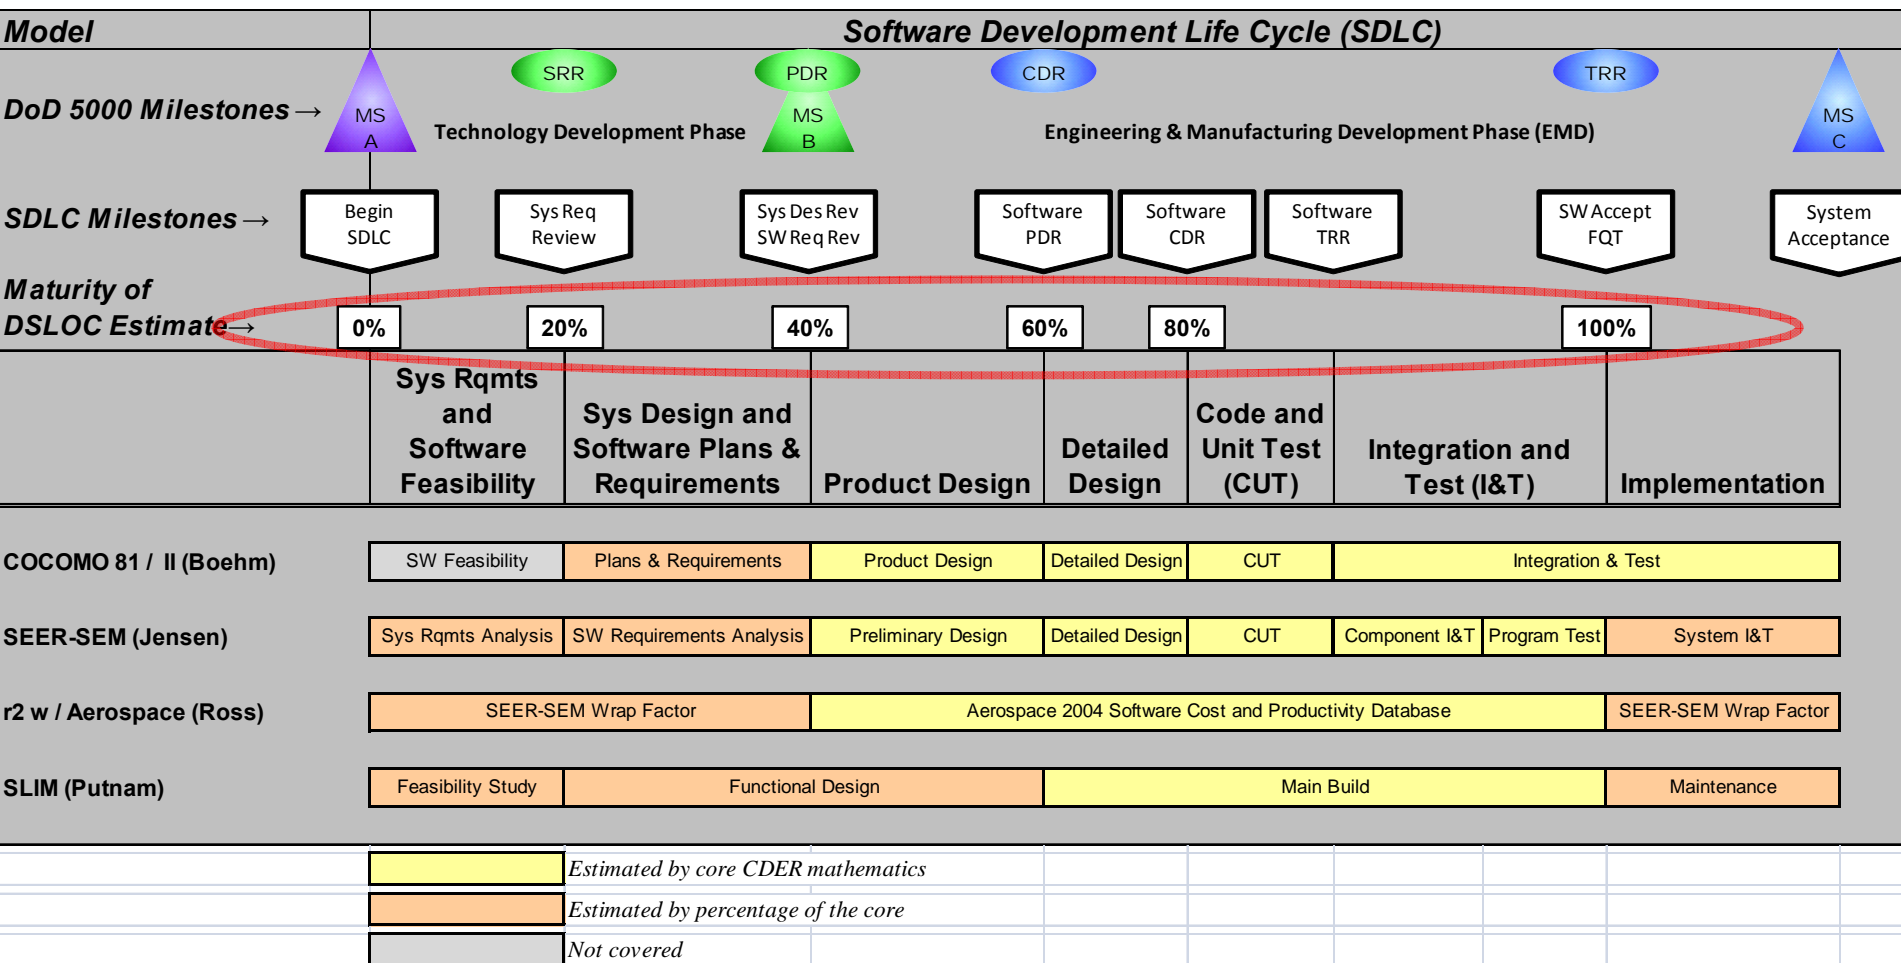 Model
Software Development Life Cycle (SDLC)
SRR
PDR
CDR
TRR
DoD 5000 Milestones→
MS
A
Technology Development Phase
MS
B
Engineering & Manufacturing Development Phase (EMD)
MS
C
SDLC Milestones→
Begin
SDLC
Sys Req
Review
Sys Des Rev
SW Req Rev
Software
PDR
Software
CDR
Software
TRR
SW Accept
FQT
System
Acceptance
Maturity of
DSLOC Estimate→
0%
20%
40%
60%
80%
100%
Sys Rqmts
and
Software
Feasibility
Sys Design and
Software Plans &
Requirements
Product Design
Detailed
Design
Code and
Unit Test
(CUT)
Integration and
Test (I&T)
Implementation
COCOMO 81 / II (Boehm)
SW Feasibility
Plans & Requirements
Product Design
Detailed Design
CUT
Integration & Test
SEER-SEM (Jensen)
Sys Rqmts Analysis
SW Requirements Analysis
Preliminary Design
Detailed Design
CUT
Component I&T
Program Test
System I&T
r2 w / Aerospace (Ross)
SEER-SEM Wrap Factor
Aerospace 2004 Software Cost and Productivity Database
SEER-SEM Wrap Factor
SLIM (Putnam)
Feasibility Study
Functional Design
Main Build
Maintenance
Estimated by core CDER mathematics
Estimated by percentage of the core
Not covered